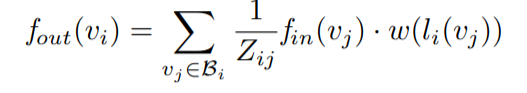 f_{out}(v_i) = \sum_{v_j \in \mathcal{B}_i} \frac{1}{Z_{ij}} f_{in}(v_j) \cdot w(l_i(v_j))